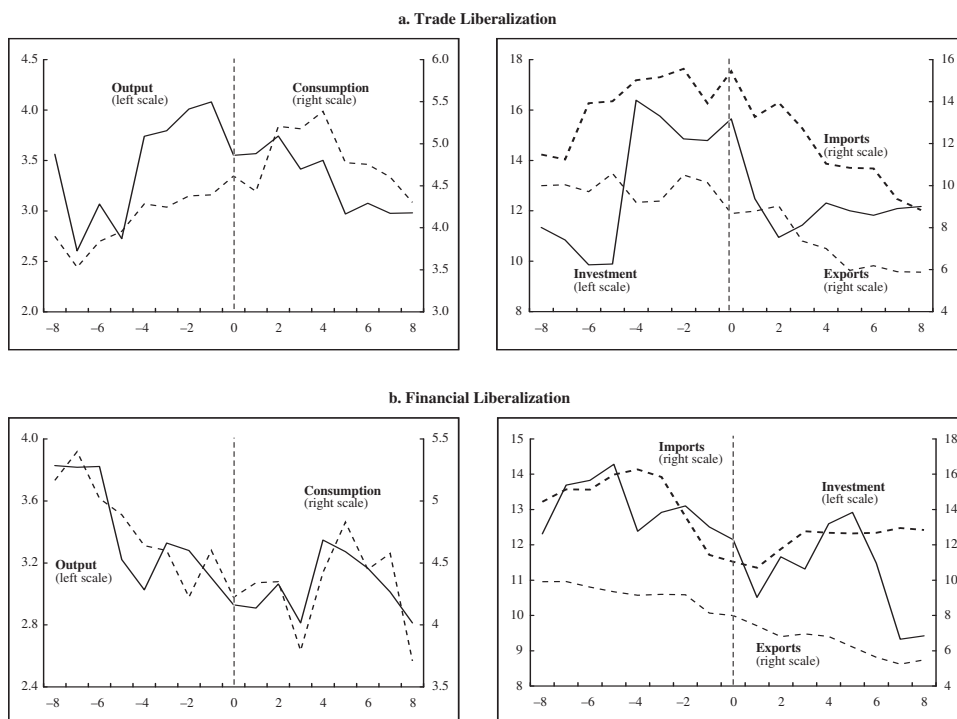 a. Trade Liberalization
4.5
4.0
3.5
3.0
2.5
2.0
Output
(left scale)
Consumption
(right scale)
6.0
5.5
5.0
4.5
4.0
3.5
3.0
–8 –6 –4 –2 0 2 4 6 8
18
16
14
12
10
8
Imports
(right scale)
Investment
(left scale)
Exports
(right scale)
16
14
12
10
8
6
4
–8 –6 –4 –2 0 2 4 6 8
b. Financial Liberalization
4.0
3.6
3.2
2.8
2.4
Consumption
(right scale)
Output
(left scale)
5.5
5
4.5
4
3.5
–8 –6 –4 –2 0 2 4 6 8
15
14
13
12
11
10
9
8
Imports
(right scale)
Investment
(left scale)
Exports
(right scale)
18
16
14
12
10
8
6
4
–8 –6 –4 –2 0 2 4 6 8